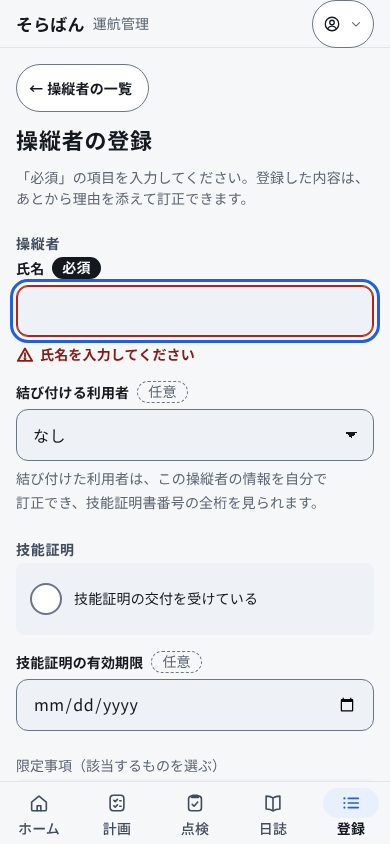 そらばん 運航管理
← 操縦者の一覧
操縦者の登録
「必須」の項目を入力してください。登録した内容は、
あとから理由を添えて訂正できます。
操縦者
氏名 必須
氏名を入力してください
結び付ける利用者 任意
なし
結び付けた利用者は、この操縦者の情報を自分で
訂正でき、技能証明書番号の全桁を見られます。
技能証明
技能証明の交付を受けている
技能証明の有効期限 任意
mm/dd/yyyy
限定事項（該当するものを選ぶ）
ホーム 計画 点検 日誌 登録